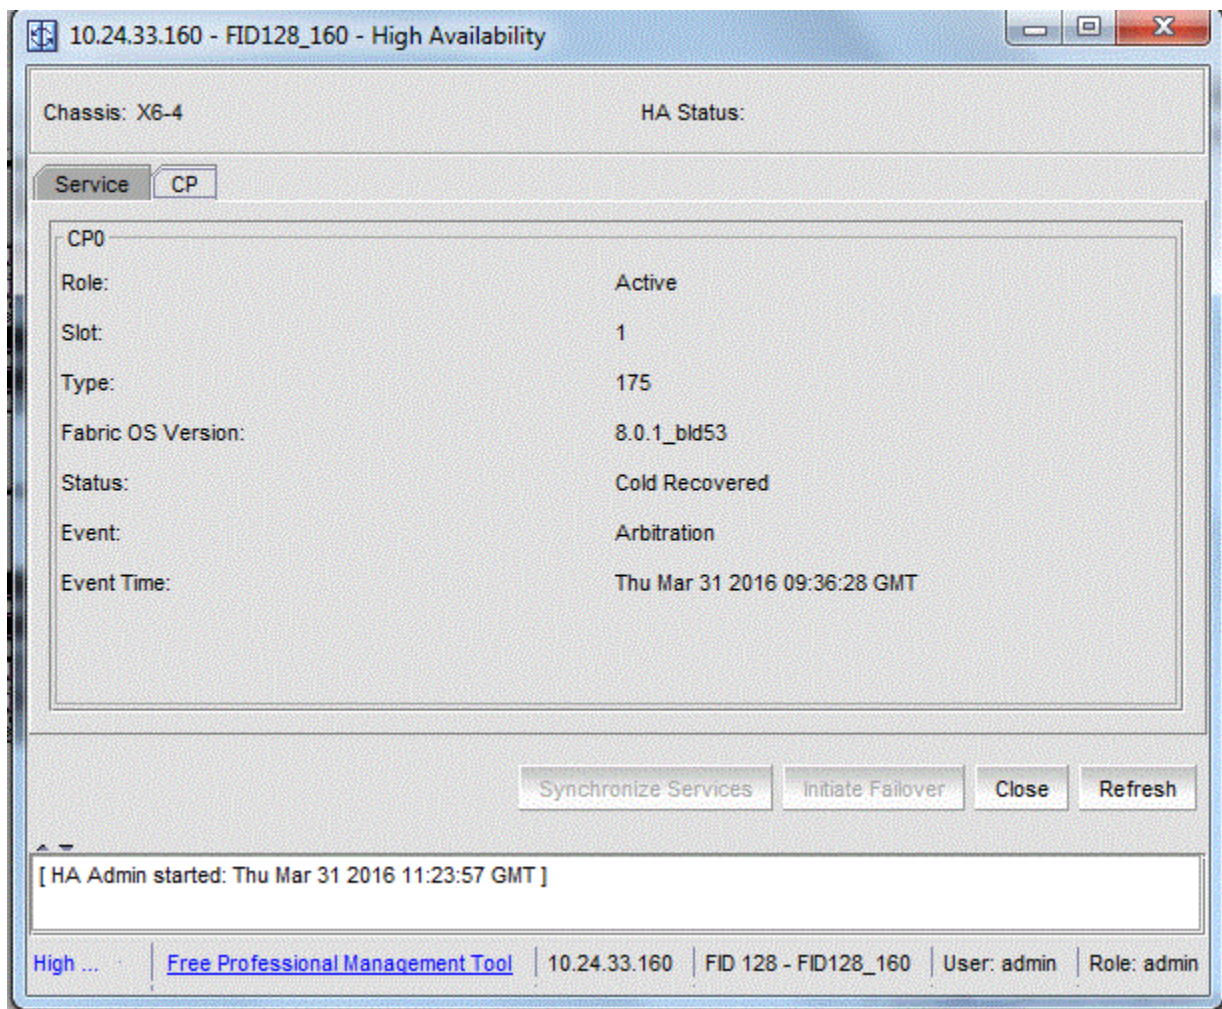 10.24.33.160 - FID128_160 - High Availability
Chassis: X6-4 HA Status:
Service CP
CP0
Role: Active
Slot: 1
Type: 175
Fabric OS Version: 8.0.1_bld53
Status: Cold Recovered
Event: Arbitration
Event Time: Thu Mar 31 2016 09:36:28 GMT
Synchronize Services Initiate Failover Close Refresh
[ HA Admin started: Thu Mar 31 2016 11:23:57 GMT ]
High ... Free Professional Management Tool 10.24.33.160 FID 128 - FID128_160 User: admin Role: admin